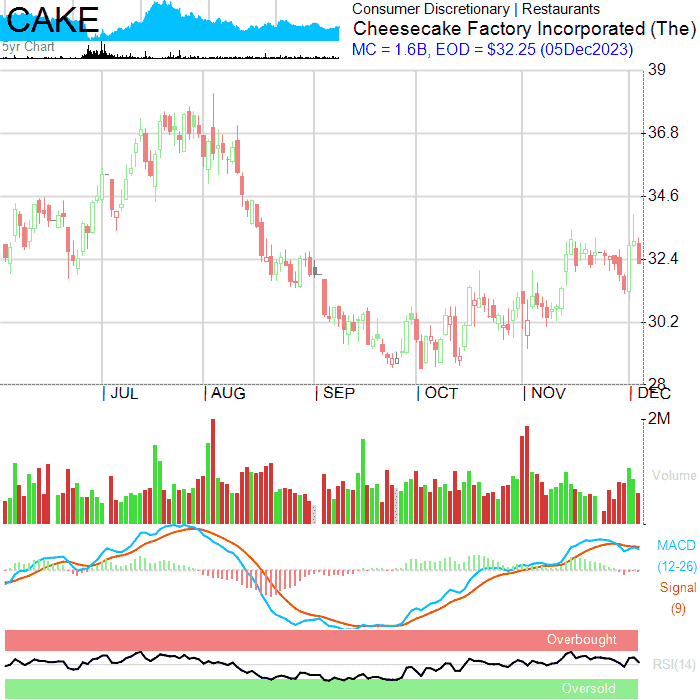 CAKE
5yr Chart
Consumer Discretionary | Restaurants
Cheesecake Factory Incorporated (The)
MC = 1.6B, EOD = $32.25 (05Dec2023)
39
36.8
34.6
32.4
30.2
28
JUL AUG SEP OCT NOV DEC
2M
Volume
MACD
(12-26)
Signal
(9)
Overbought
RSI(14)
Oversold